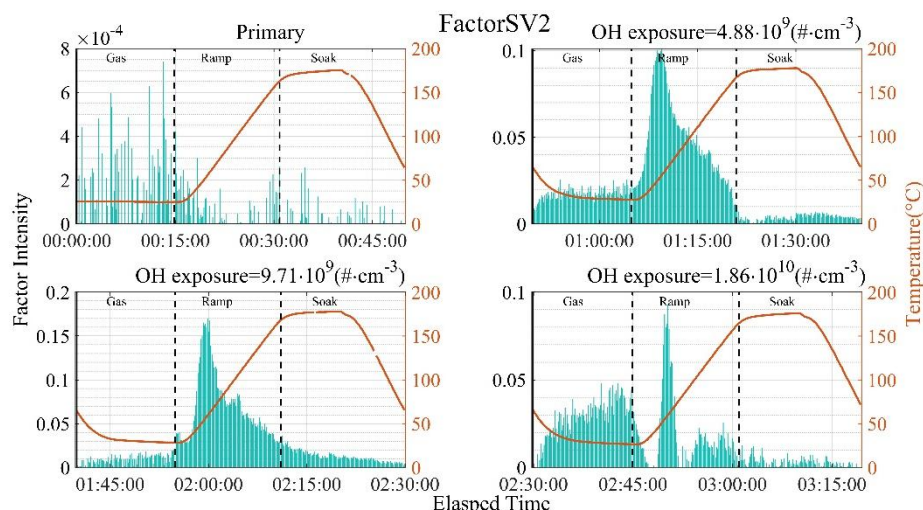 FactorSV2
×10⁻⁴ Primary
OH exposure=4.88·10⁹(#·cm⁻³)
8 Gas Ramp Soak 200
6 150
4 100
2 50
0 0
00:00:00 00:15:00 00:30:00 00:45:00
0.1 Gas Ramp Soak 200
150
0.05 100
50
0 0
01:00:00 01:15:00 01:30:00
OH exposure=9.71·10⁹(#·cm⁻³)
OH exposure=1.86·10¹⁰(#·cm⁻³)
0.2 Gas Ramp Soak 200
0.15 150
0.1 100
0.05 50
0 0
01:45:00 02:00:00 02:15:00 02:30:00
0.1 Gas Ramp Soak 200
150
0.05 100
50
0 0
02:30:00 02:45:00 03:00:00 03:15:00
Factor Intensity
Temperature(°C)
Elasped Time